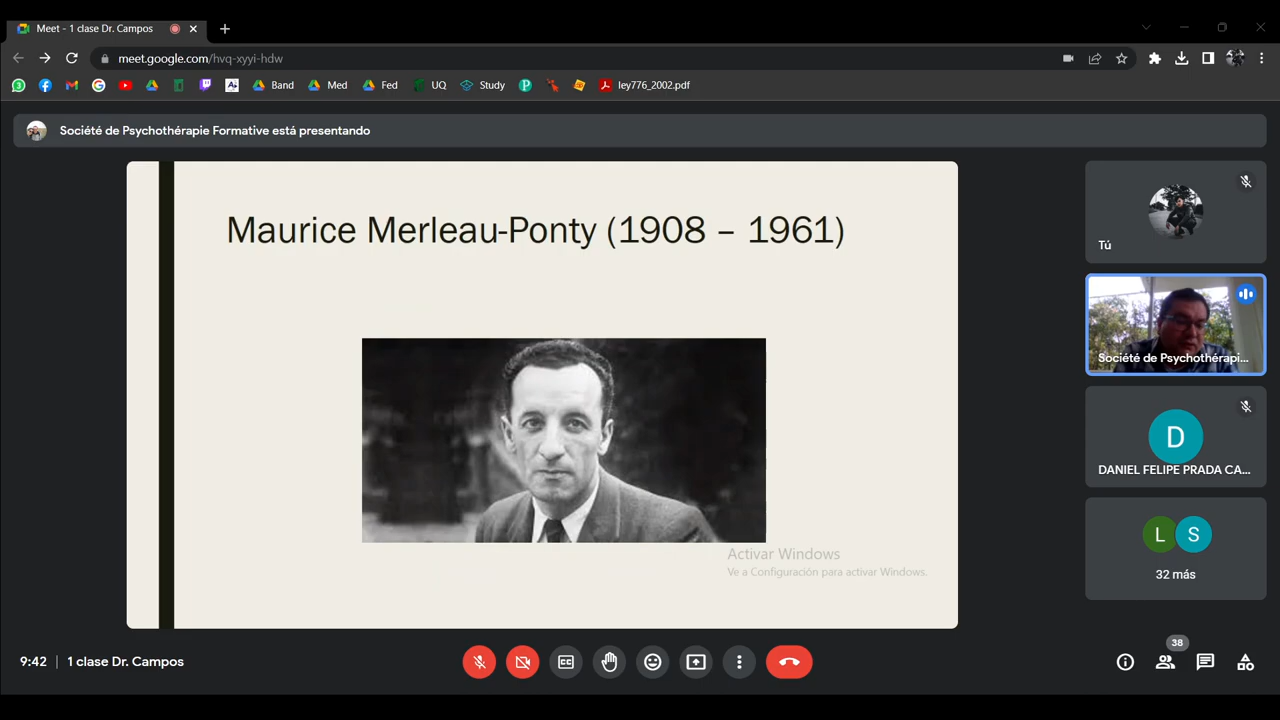 Meet - 1 clase Dr. Campos
meet.google.com/hvq-xyyi-hdw
Band Med Fed UQ Study ley776_2002.pdf
Société de Psychothérapie Formative está presentando
Maurice Merleau-Ponty (1908 – 1961)
Activar Windows
Ve a Configuración para activar Windows.
Tú
Société de Psychothérapi...
D
DANIEL FELIPE PRADA CA...
L S
32 más
9:42 | 1 clase Dr. Campos
38